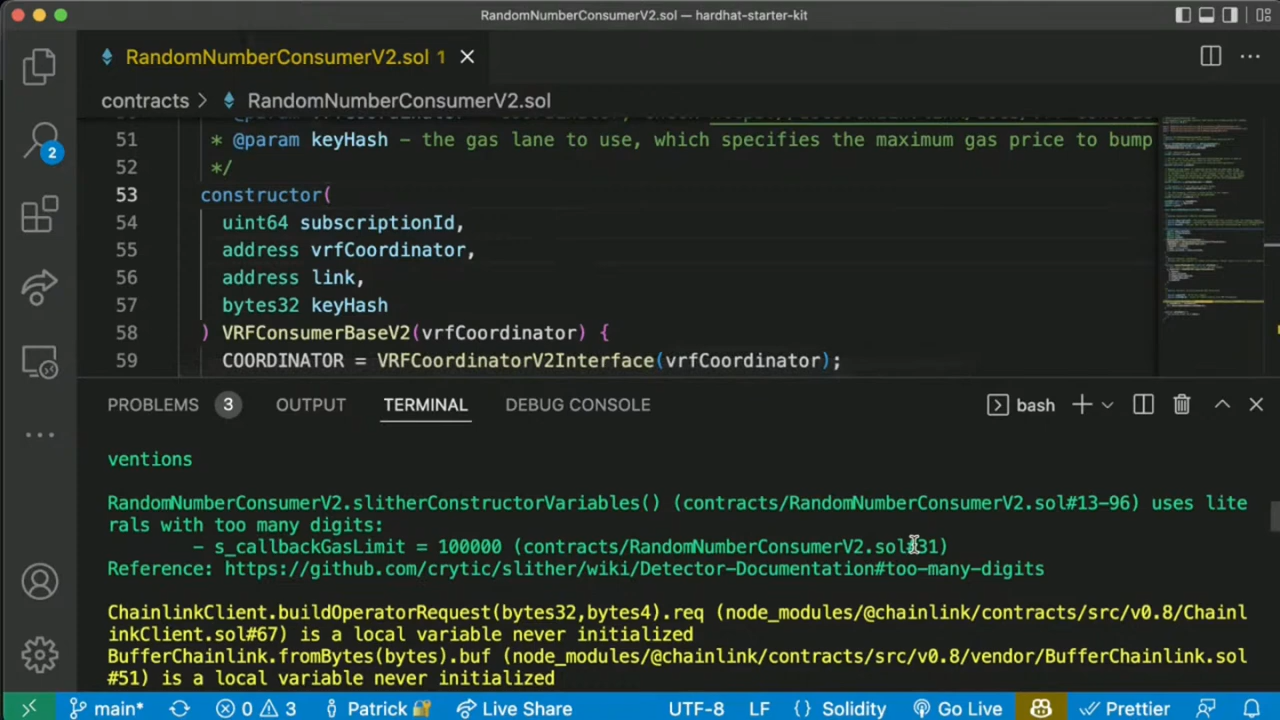 RandomNumberConsumerV2.sol — hardhat-starter-kit
RandomNumberConsumerV2.sol 1
contracts > RandomNumberConsumerV2.sol
51 * @param keyHash - the gas lane to use, which specifies the maximum gas price to bump
52 */
53 constructor(
54 uint64 subscriptionId,
55 address vrfCoordinator,
56 address link,
57 bytes32 keyHash
58 ) VRFConsumerBaseV2(vrfCoordinator) {
59 COORDINATOR = VRFCoordinatorV2Interface(vrfCoordinator);
2
PROBLEMS 3 OUTPUT TERMINAL DEBUG CONSOLE bash
ventions
RandomNumberConsumerV2.slitherConstructorVariables() (contracts/RandomNumberConsumerV2.sol#13-96) uses lite
rals with too many digits:
- s_callbackGasLimit = 100000 (contracts/RandomNumberConsumerV2.sol#31)
Reference: https://github.com/crytic/slither/wiki/Detector-Documentation#too-many-digits
ChainlinkClient.buildOperatorRequest(bytes32,bytes4).req (node_modules/@chainlink/contracts/src/v0.8/Chainl
inkClient.sol#67) is a local variable never initialized
BufferChainlink.fromBytes(bytes).buf (node_modules/@chainlink/contracts/src/v0.8/vendor/BufferChainlink.sol
#51) is a local variable never initialized
main* 0 3 Patrick Live Share UTF-8 LF {} Solidity Go Live Prettier